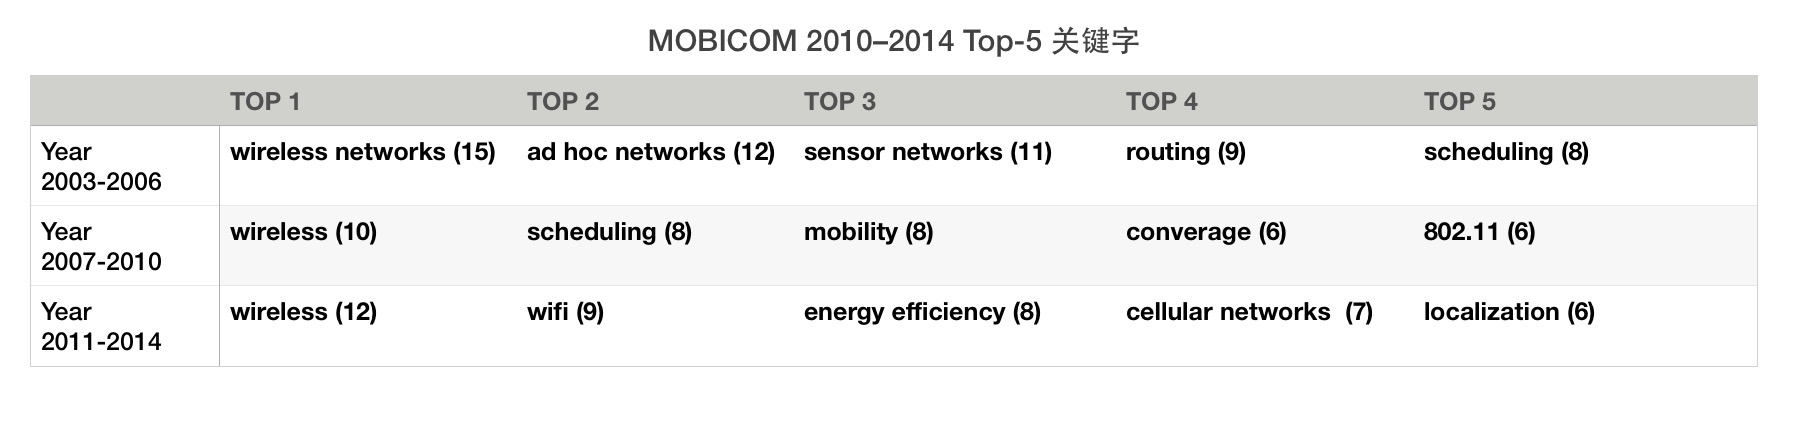 MOBICOM 2010–2014 Top-5 关键字
TOP 1 TOP 2 TOP 3 TOP 4 TOP 5
Year wireless networks (15) ad hoc networks (12) sensor networks (11) routing (9) scheduling (8)
2003-2006
Year wireless (10) scheduling (8) mobility (8) converage (6) 802.11 (6)
2007-2010
Year wireless (12) wifi (9) energy efficiency (8) cellular networks (7) localization (6)
2011-2014